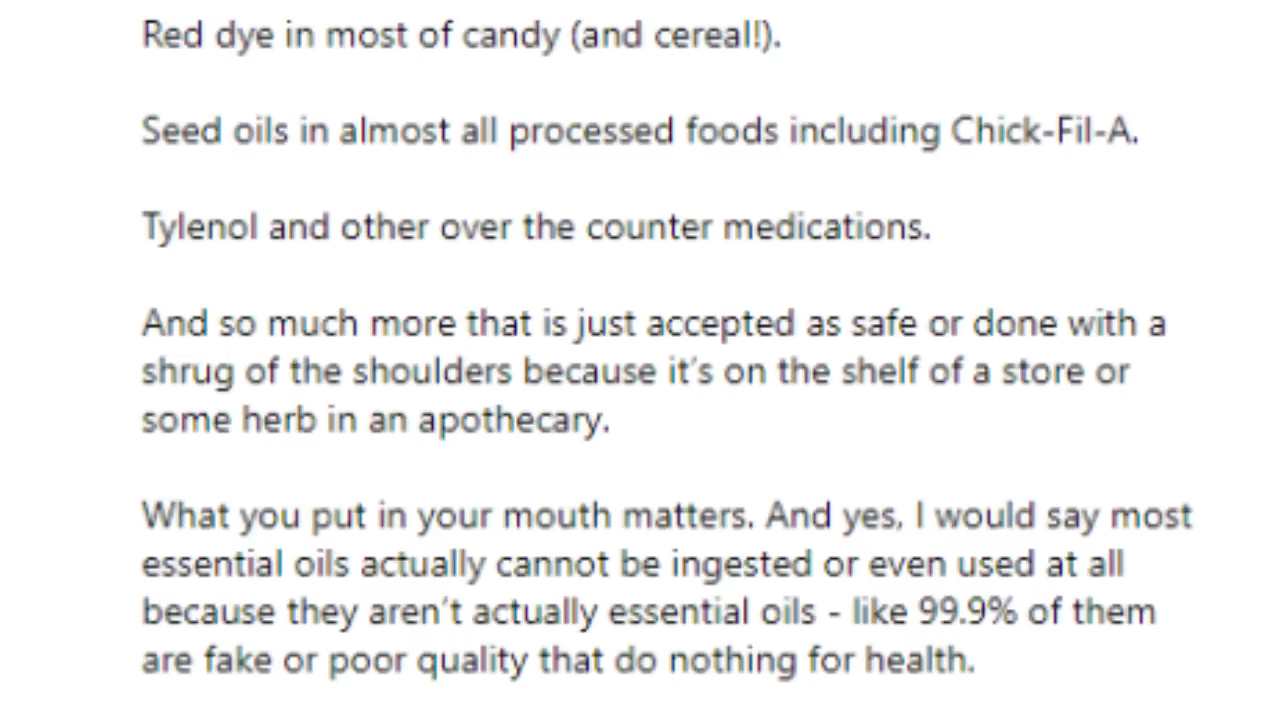 Red dye in most of candy (and cereal!).
Seed oils in almost all processed foods including Chick-Fil-A.
Tylenol and other over the counter medications.
And so much more that is just accepted as safe or done with a
shrug of the shoulders because it's on the shelf of a store or
some herb in an apothecary.
What you put in your mouth matters. And yes, I would say most
essential oils actually cannot be ingested or even used at all
because they aren't actually essential oils - like 99.9% of them
are fake or poor quality that do nothing for health.